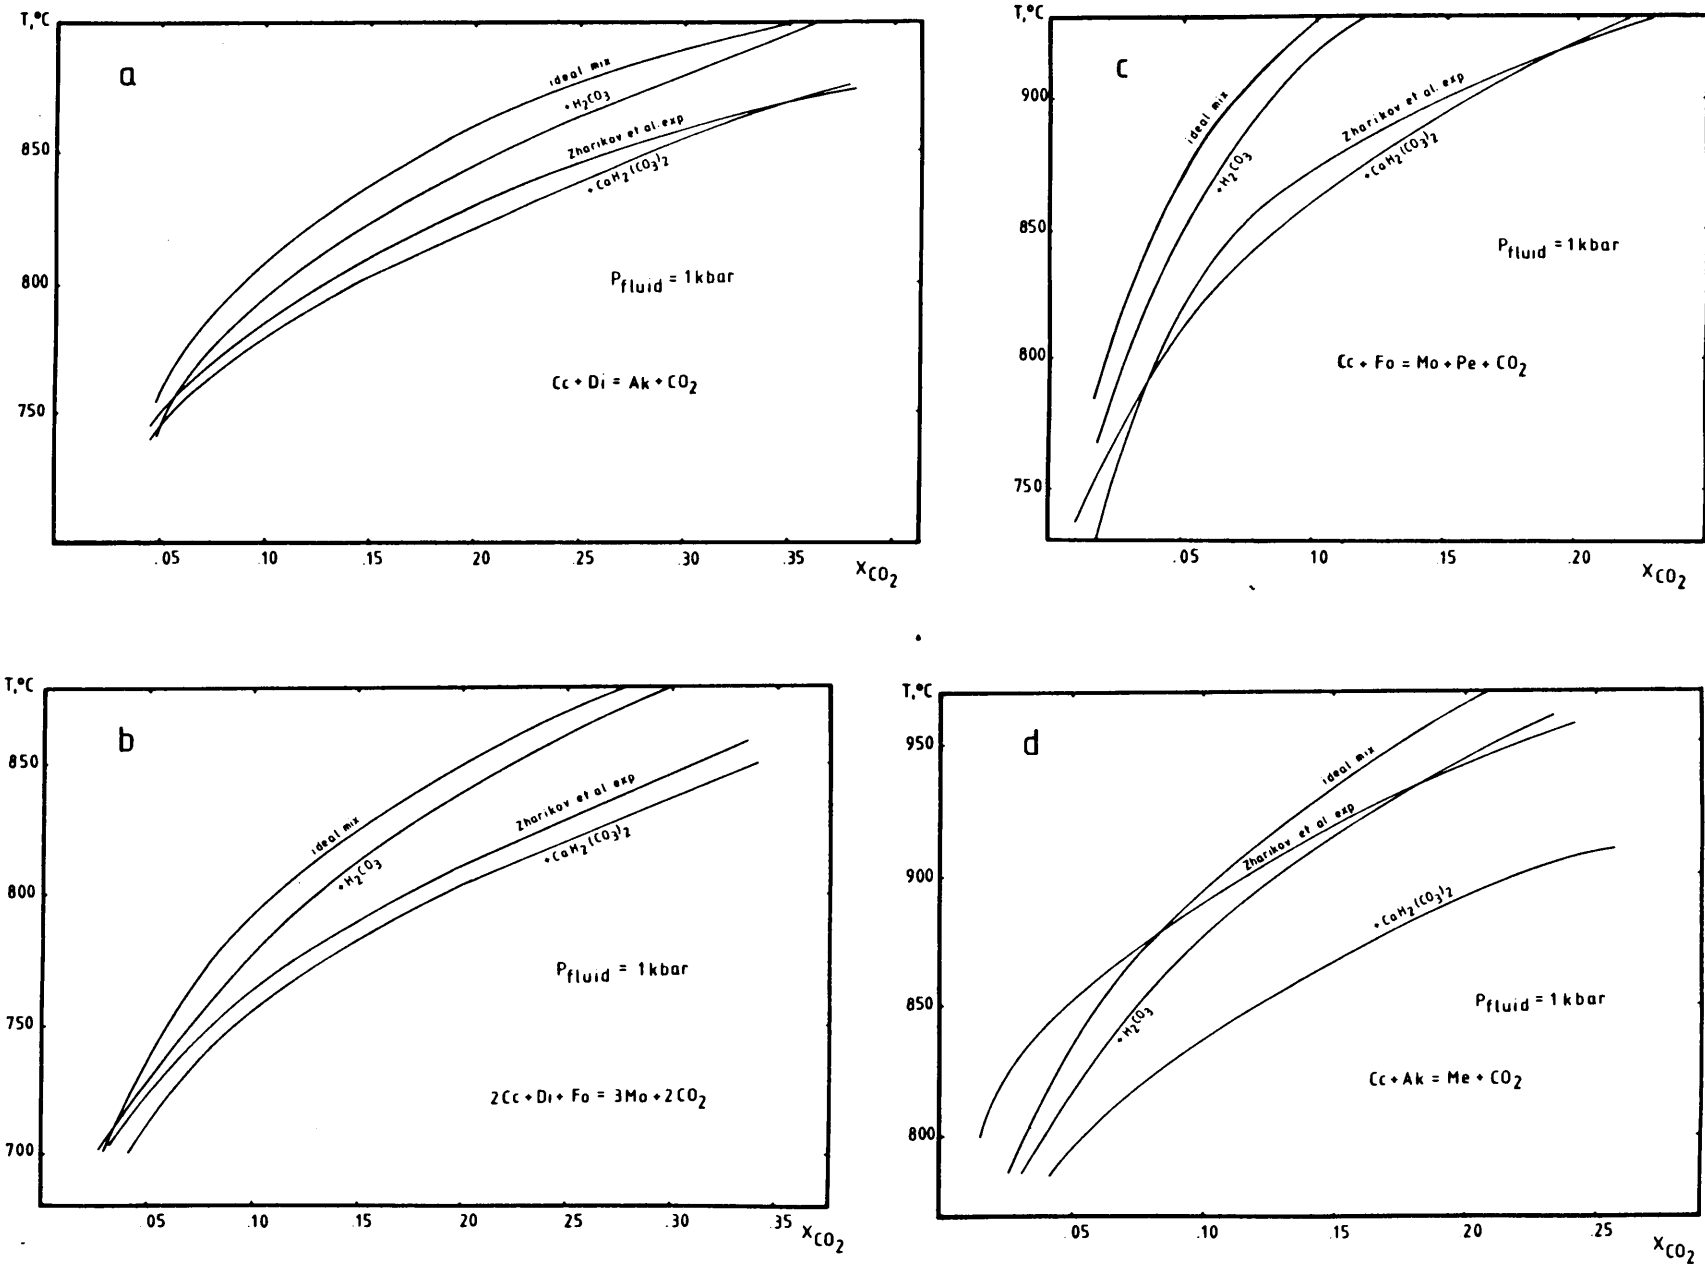 T,°C
a
ideal mix
+H2CO3
Zharikov et al. exp
+CaH2(CO3)2
850
800
750
Pfluid = 1kbar
Cc + Di = Ak + CO2
.05 .10 .15 .20 .25 .30 .35
XCO2
T,°C
c
ideal mix
+H2CO3
Zharikov et al. exp
+CaH2(CO3)2
900
850
800
750
Pfluid = 1kbar
Cc + Fo = Mo + Pe + CO2
.05 .10 .15 .20
XCO2
T,°C
b
ideal mix
+H2CO3
Zharikov et al exp
+CaH2(CO3)2
850
800
750
700
Pfluid = 1kbar
2Cc + Di + Fo = 3Mo + 2CO2
.05 .10 .15 .20 .25 .30 .35
XCO2
T,°C
d
ideal mix
Zharikov et al exp
+H2CO3
+CaH2(CO3)2
950
900
850
800
Pfluid = 1kbar
Cc + Ak = Me + CO2
.05 .10 .15 .20 .25
XCO2